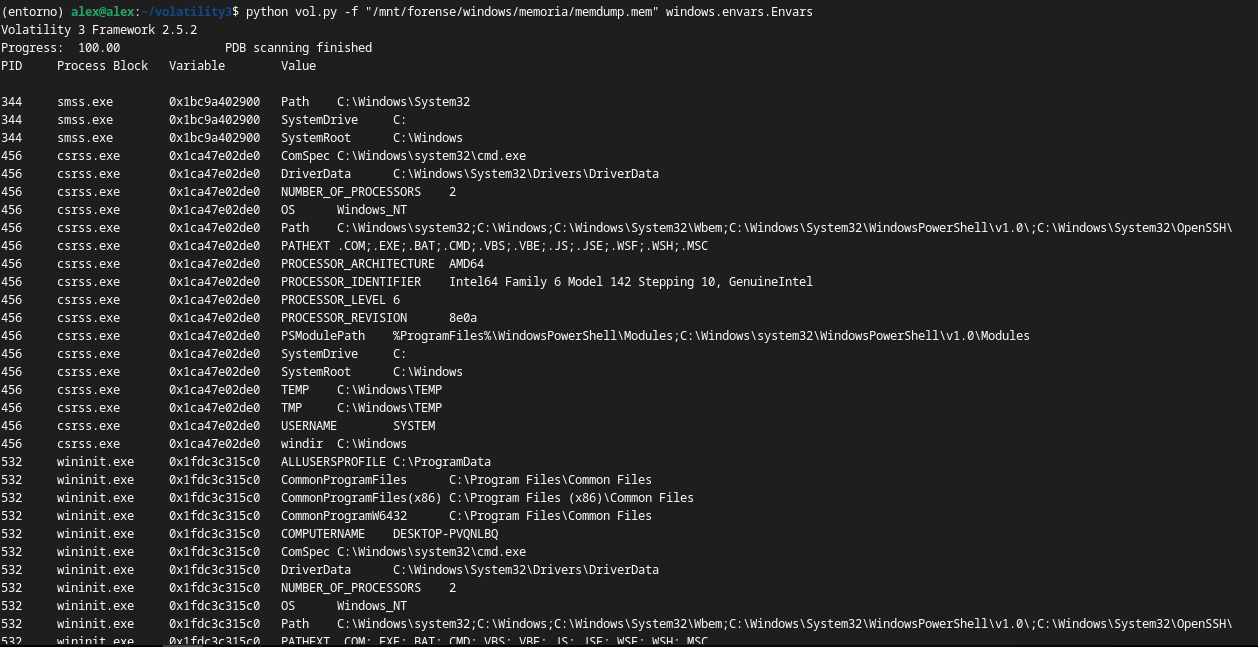 (entorno) alex@alex:~/volatility3$ python vol.py -f "/mnt/forense/windows/memoria/memdump.mem" windows.envars.Envars
Volatility 3 Framework 2.5.2
Progress:  100.00               PDB scanning finished
PID     Process Block   Variable        Value
344     smss.exe        0x1bc9a402900   Path    C:\Windows\System32
344     smss.exe        0x1bc9a402900   SystemDrive     C:
344     smss.exe        0x1bc9a402900   SystemRoot      C:\Windows
456     csrss.exe       0x1ca47e02de0   ComSpec C:\Windows\system32\cmd.exe
456     csrss.exe       0x1ca47e02de0   DriverData      C:\Windows\System32\Drivers\DriverData
456     csrss.exe       0x1ca47e02de0   NUMBER_OF_PROCESSORS    2
456     csrss.exe       0x1ca47e02de0   OS      Windows_NT
456     csrss.exe       0x1ca47e02de0   Path    C:\Windows\system32;C:\Windows;C:\Windows\System32\Wbem;C:\Windows\System32\WindowsPowerShell\v1.0\;C:\Windows\System32\OpenSSH\
456     csrss.exe       0x1ca47e02de0   PATHEXT .COM;.EXE;.BAT;.CMD;.VBS;.VBE;.JS;.JSE;.WSF;.WSH;.MSC
456     csrss.exe       0x1ca47e02de0   PROCESSOR_ARCHITECTURE  AMD64
456     csrss.exe       0x1ca47e02de0   PROCESSOR_IDENTIFIER    Intel64 Family 6 Model 142 Stepping 10, GenuineIntel
456     csrss.exe       0x1ca47e02de0   PROCESSOR_LEVEL 6
456     csrss.exe       0x1ca47e02de0   PROCESSOR_REVISION      8e0a
456     csrss.exe       0x1ca47e02de0   PSModulePath    %ProgramFiles%\WindowsPowerShell\Modules;C:\Windows\system32\WindowsPowerShell\v1.0\Modules
456     csrss.exe       0x1ca47e02de0   SystemDrive     C:
456     csrss.exe       0x1ca47e02de0   SystemRoot      C:\Windows
456     csrss.exe       0x1ca47e02de0   TEMP    C:\Windows\TEMP
456     csrss.exe       0x1ca47e02de0   TMP     C:\Windows\TEMP
456     csrss.exe       0x1ca47e02de0   USERNAME        SYSTEM
456     csrss.exe       0x1ca47e02de0   windir  C:\Windows
532     wininit.exe     0x1fdc3c315c0   ALLUSERSPROFILE C:\ProgramData
532     wininit.exe     0x1fdc3c315c0   CommonProgramFiles      C:\Program Files\Common Files
532     wininit.exe     0x1fdc3c315c0   CommonProgramFiles(x86) C:\Program Files (x86)\Common Files
532     wininit.exe     0x1fdc3c315c0   CommonProgramW6432      C:\Program Files\Common Files
532     wininit.exe     0x1fdc3c315c0   COMPUTERNAME    DESKTOP-PVQNLBQ
532     wininit.exe     0x1fdc3c315c0   ComSpec C:\Windows\system32\cmd.exe
532     wininit.exe     0x1fdc3c315c0   DriverData      C:\Windows\System32\Drivers\DriverData
532     wininit.exe     0x1fdc3c315c0   NUMBER_OF_PROCESSORS    2
532     wininit.exe     0x1fdc3c315c0   OS      Windows_NT
532     wininit.exe     0x1fdc3c315c0   Path    C:\Windows\system32;C:\Windows;C:\Windows\System32\Wbem;C:\Windows\System32\WindowsPowerShell\v1.0\;C:\Windows\System32\OpenSSH\
532     wininit.exe     0x1fdc3c315c0   PATHEXT .COM;.EXE;.BAT;.CMD;.VBS;.VBE;.JS;.JSE;.WSF;.WSH;.MSC